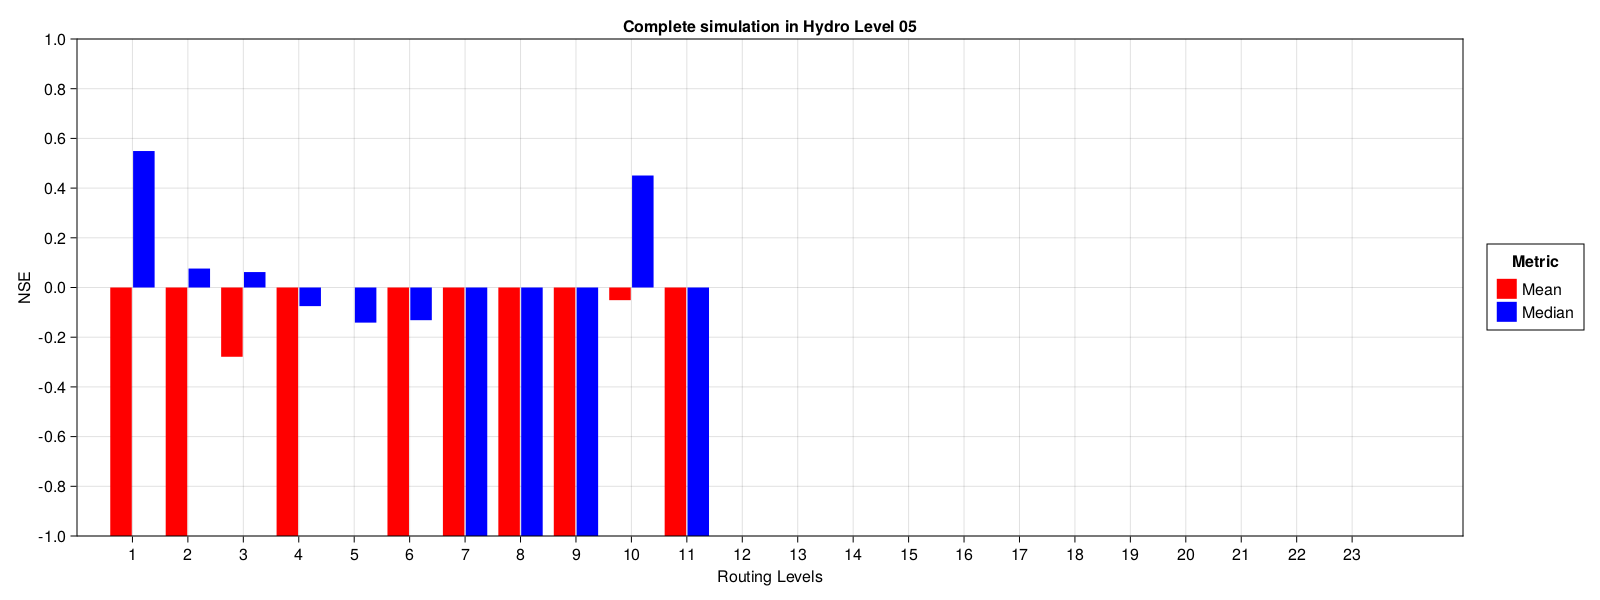 Complete simulation in Hydro Level 05
1.0
0.8
0.6
0.4
0.2
0.0
-0.2
-0.4
-0.6
-0.8
-1.0
NSE
1 2 3 4 5 6 7 8 9 10 11 12 13 14 15 16 17 18 19 20 21 22 23
Routing Levels
Metric
Mean
Median